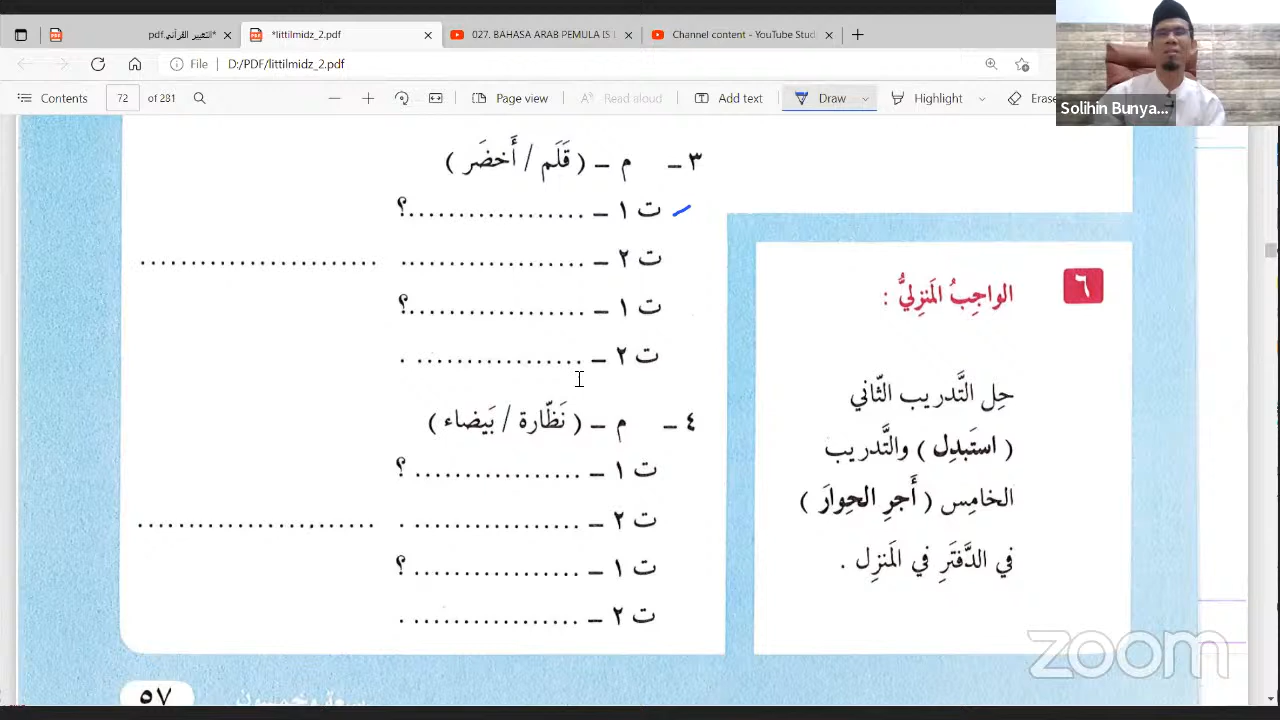 التعبير القرآني.pdf
*littilmidz_2.pdf
027 BAHASA ARAB PEMULA IS
Channel content - YouTube Stud
File D:/PDF/littilmidz_2.pdf
Contents 72 of 281 Page view Read aloud Add text Draw Highlight Erase
Solihin Bunya...
٣ - م - ( قَلَم / أَخضَر )
ت ١ - ..................؟
ت ٢ - .................. ........................
ت ١ - ..................؟
ت ٢ - .................. .
٤ - م - ( نَظّارة / بَيضاء )
ت ١ - .................. ؟
ت ٢ - .................. . ........................
ت ١ - .................. ؟
ت ٢ - .................. .
٥٧
٦ الواجِبُ المَنزِليُّ :
حِل التَّدريب الثّاني
( استَبدِل ) والتَّدريب
الخامِس ( أَجرِ الحِوارَ )
في الدَّفتَرِ في المَنزِل .
zoom